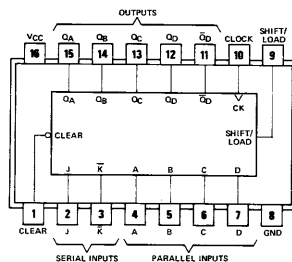 OUTPUTS
VCC QA QB QC QD Q̅D CLOCK SHIFT/LOAD
16 15 14 13 12 11 10 9
QA QB QC QD Q̅D CK
CLEAR SHIFT/LOAD
J K̅ A B C D
1 2 3 4 5 6 7 8
CLEAR J K̅ A B C D GND
SERIAL INPUTS PARALLEL INPUTS